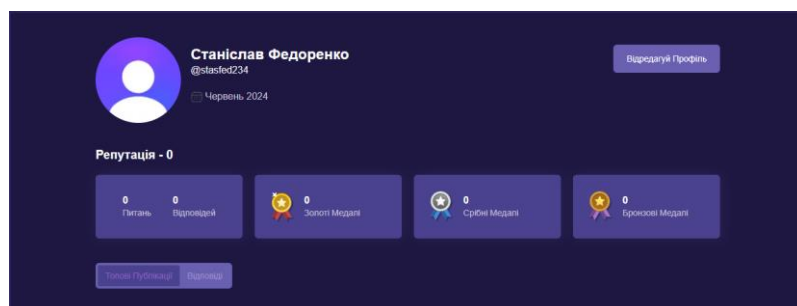 Станіслав Федоренко
@stasfed234
Відредагуй Профіль
Червень 2024
Репутація - 0
0 0 0 0 0
Питань Відповідей Золоті Медалі Срібні Медалі Бронзові Медалі
Топові Публікації Відповіді